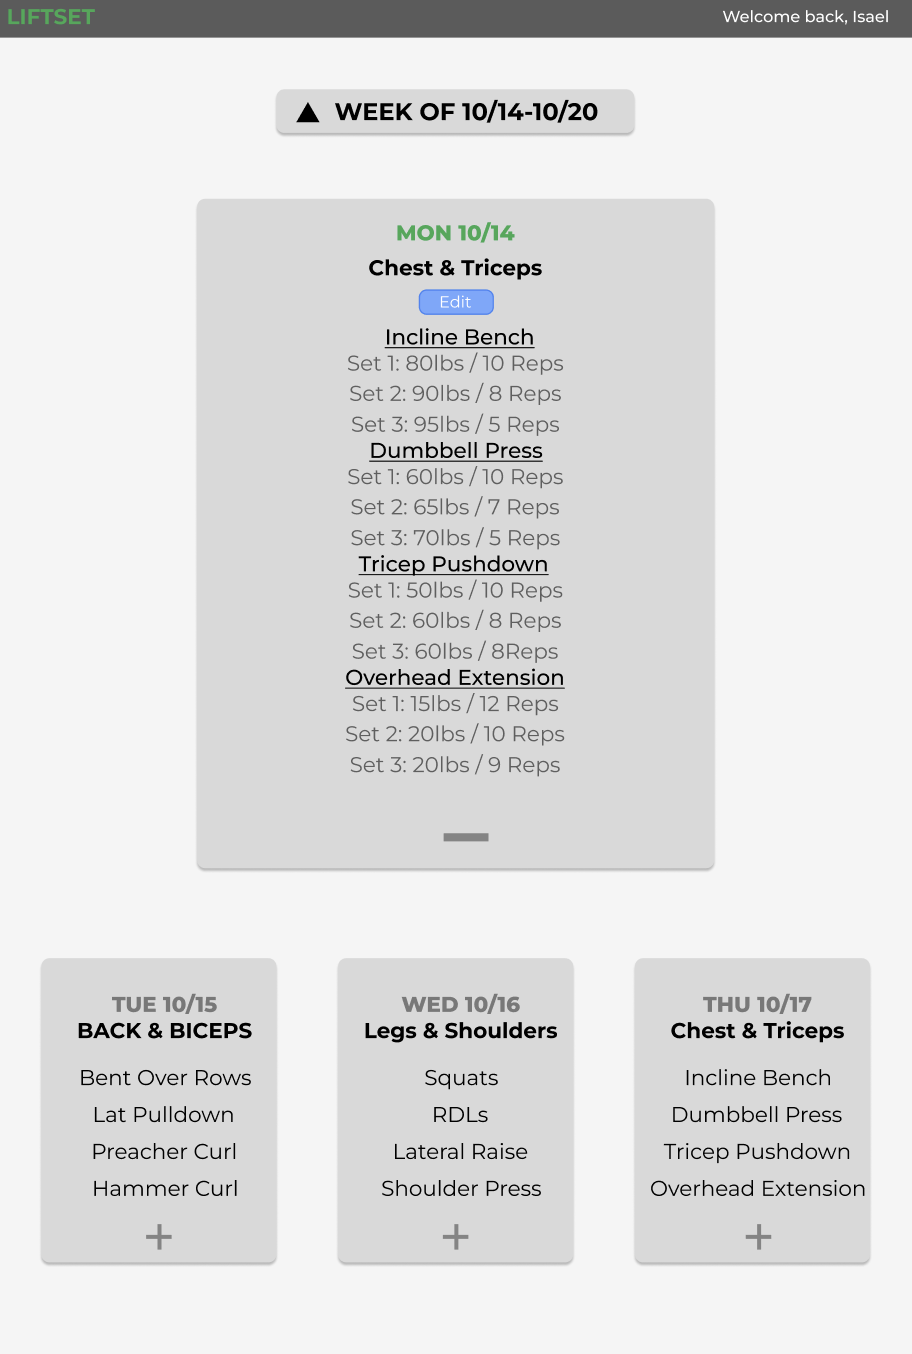 LIFTSET
Welcome back, Isael
WEEK OF 10/14-10/20
MON 10/14
Chest & Triceps
Edit
Incline Bench
Set 1: 80lbs / 10 Reps
Set 2: 90lbs / 8 Reps
Set 3: 95lbs / 5 Reps
Dumbbell Press
Set 1: 60lbs / 10 Reps
Set 2: 65lbs / 7 Reps
Set 3: 70lbs / 5 Reps
Tricep Pushdown
Set 1: 50lbs / 10 Reps
Set 2: 60lbs / 8 Reps
Set 3: 60lbs / 8Reps
Overhead Extension
Set 1: 15lbs / 12 Reps
Set 2: 20lbs / 10 Reps
Set 3: 20lbs / 9 Reps
TUE 10/15
BACK & BICEPS
Bent Over Rows
Lat Pulldown
Preacher Curl
Hammer Curl
WED 10/16
Legs & Shoulders
Squats
RDLs
Lateral Raise
Shoulder Press
THU 10/17
Chest & Triceps
Incline Bench
Dumbbell Press
Tricep Pushdown
Overhead Extension